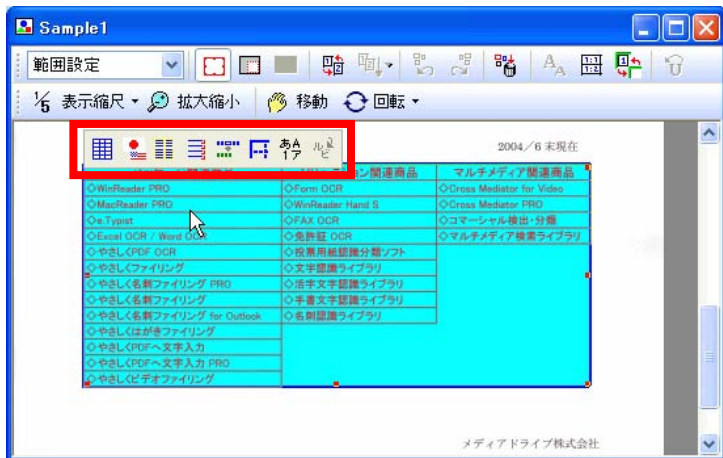 Sample1
範囲設定
1/5 表示縮尺 拡大縮小 移動 回転
あA
1ア
ルビ
2004／6 末現在
ション関連商品 マルチメディア関連商品
◇WinReader PRO ◇Form OCR ◇Cross Mediator for Video
◇MacReader PRO ◇WinReader Hand S ◇Cross Mediator PRO
◇e.Typist ◇FAX OCR ◇コマーシャル検出・分類
◇Excel OCR / Word OCR ◇免許証 OCR ◇マルチメディア検索ライブラリ
◇やさしくPDF OCR ◇投票用紙認識分類ソフト
◇やさしくファイリング ◇文字認識ライブラリ
◇やさしく名刺ファイリング PRO ◇活字文字認識ライブラリ
◇やさしく名刺ファイリング ◇手書文字認識ライブラリ
◇やさしく名刺ファイリング for Outlook ◇名刺認識ライブラリ
◇やさしくはがきファイリング
◇やさしくPDFへ文字入力
◇やさしくPDFへ文字入力 PRO
◇やさしくビデオファイリング
メディアドライブ株式会社